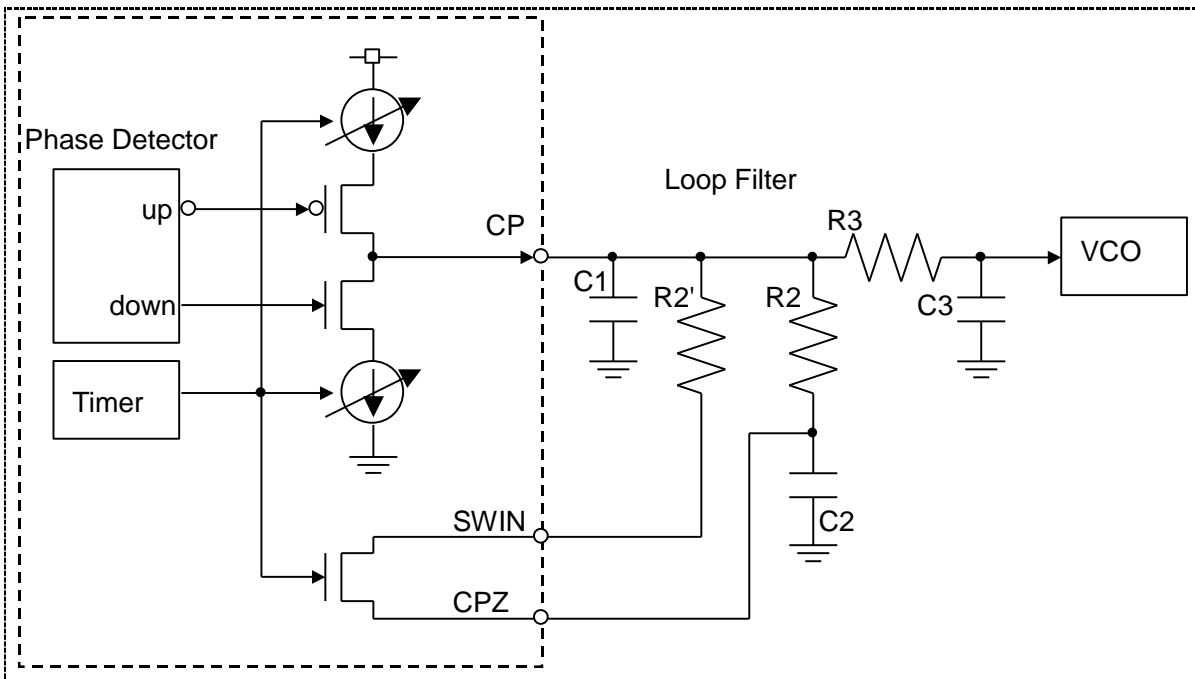 Phase Detector
up
down
Timer
CP
SWIN
CPZ
Loop Filter
C1
R2'
R2
R3
C3
C2
VCO